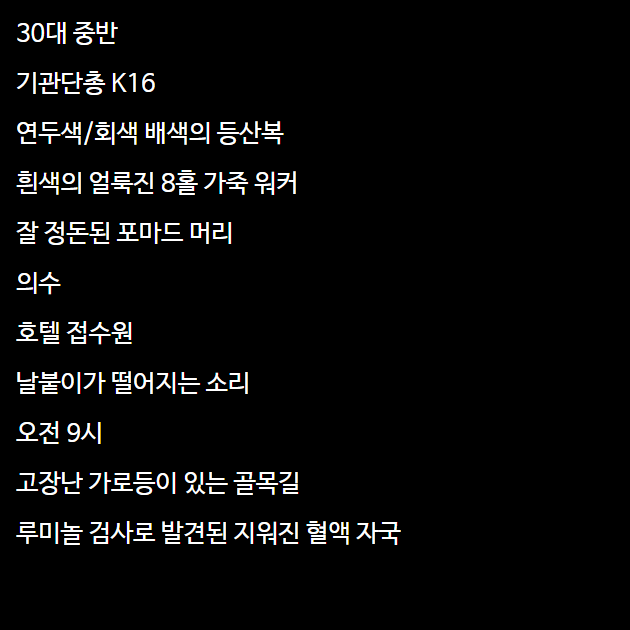 30대 중반
기관단총 K16
연두색/회색 배색의 등산복
흰색의 얼룩진 8홀 가죽 워커
잘 정돈된 포마드 머리
의수
호텔 접수원
날붙이가 떨어지는 소리
오전 9시
고장난 가로등이 있는 골목길
루미놀 검사로 발견된 지워진 혈액 자국